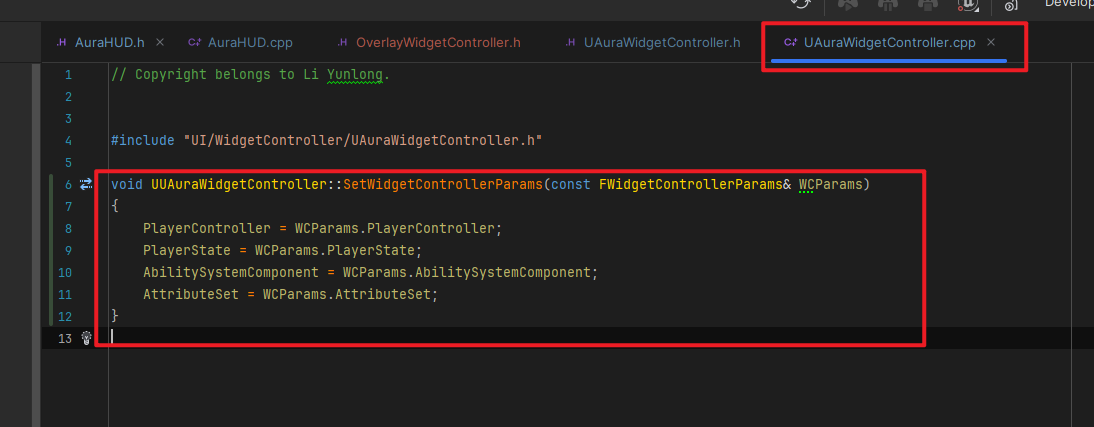 Develop
AuraHUD.h
AuraHUD.cpp
OverlayWidgetController.h
UAuraWidgetController.h
UAuraWidgetController.cpp
1 // Copyright belongs to Li Yunlong.
2
3
4 #include "UI/WidgetController/UAuraWidgetController.h"
5
6 void UUAuraWidgetController::SetWidgetControllerParams(const FWidgetControllerParams& WCParams)
7 {
8     PlayerController = WCParams.PlayerController;
9     PlayerState = WCParams.PlayerState;
10     AbilitySystemComponent = WCParams.AbilitySystemComponent;
11     AttributeSet = WCParams.AttributeSet;
12 }
13